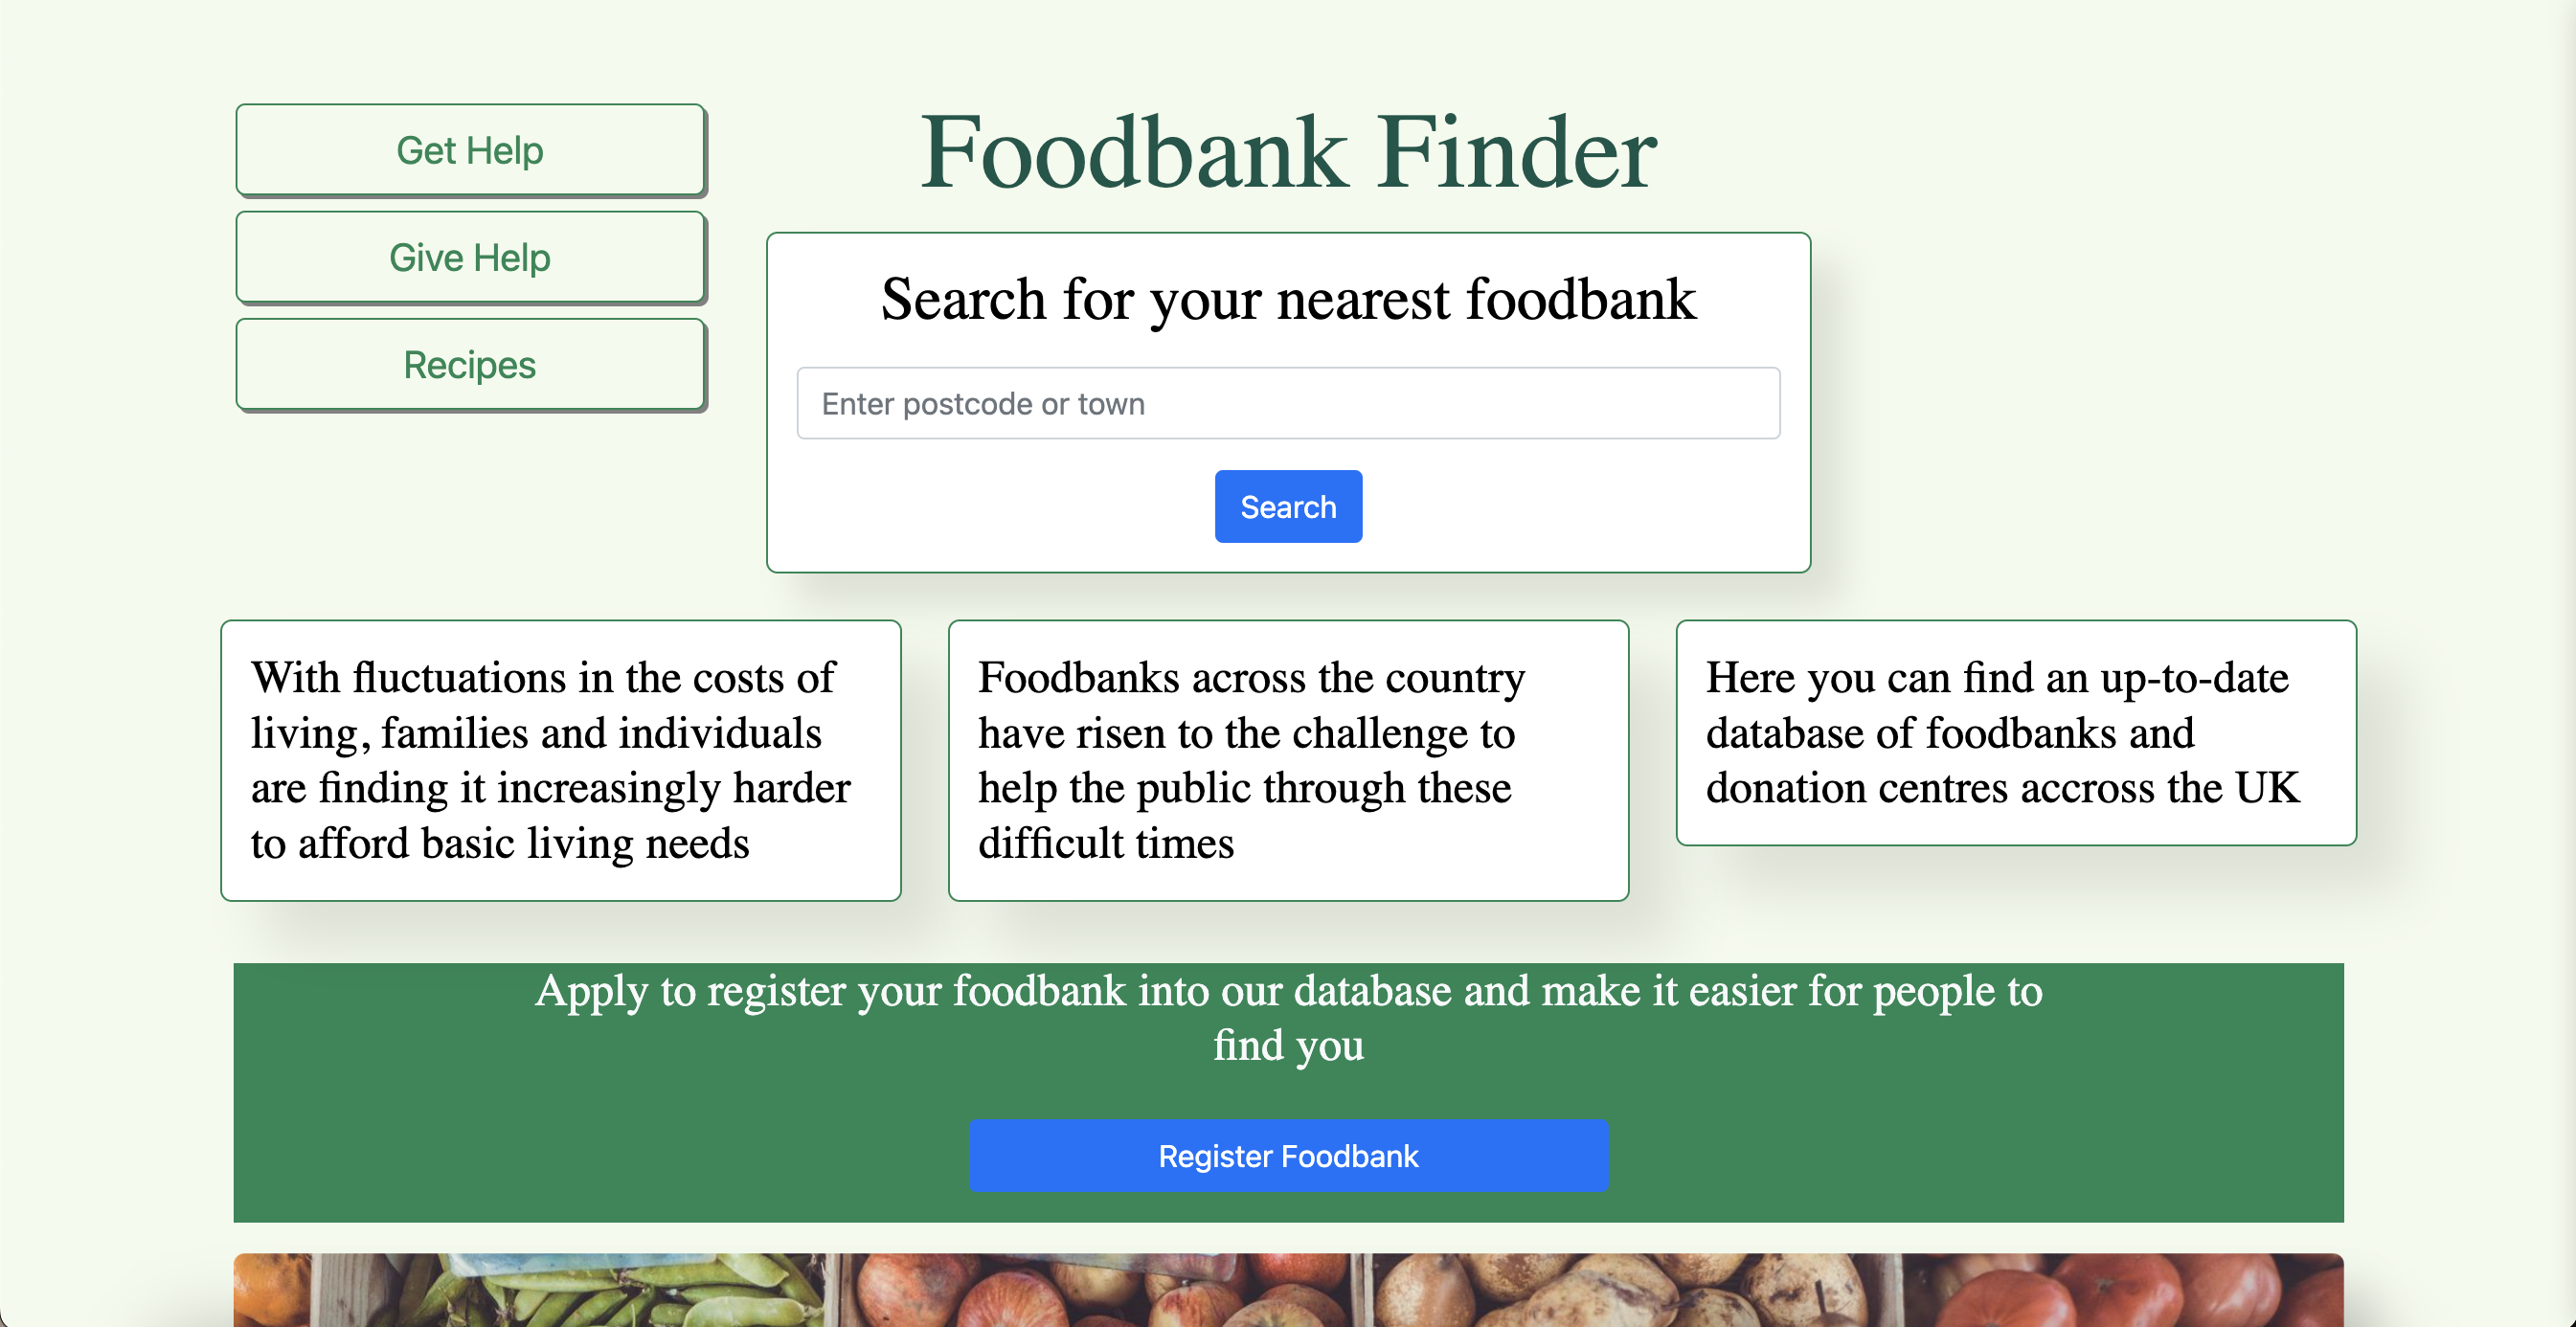 Get Help
Give Help
Recipes
Foodbank Finder
Search for your nearest foodbank
Enter postcode or town
Search
With fluctuations in the costs of
living, families and individuals
are finding it increasingly harder
to afford basic living needs
Foodbanks across the country
have risen to the challenge to
help the public through these
difficult times
Here you can find an up-to-date
database of foodbanks and
donation centres accross the UK
Apply to register your foodbank into our database and make it easier for people to
find you
Register Foodbank